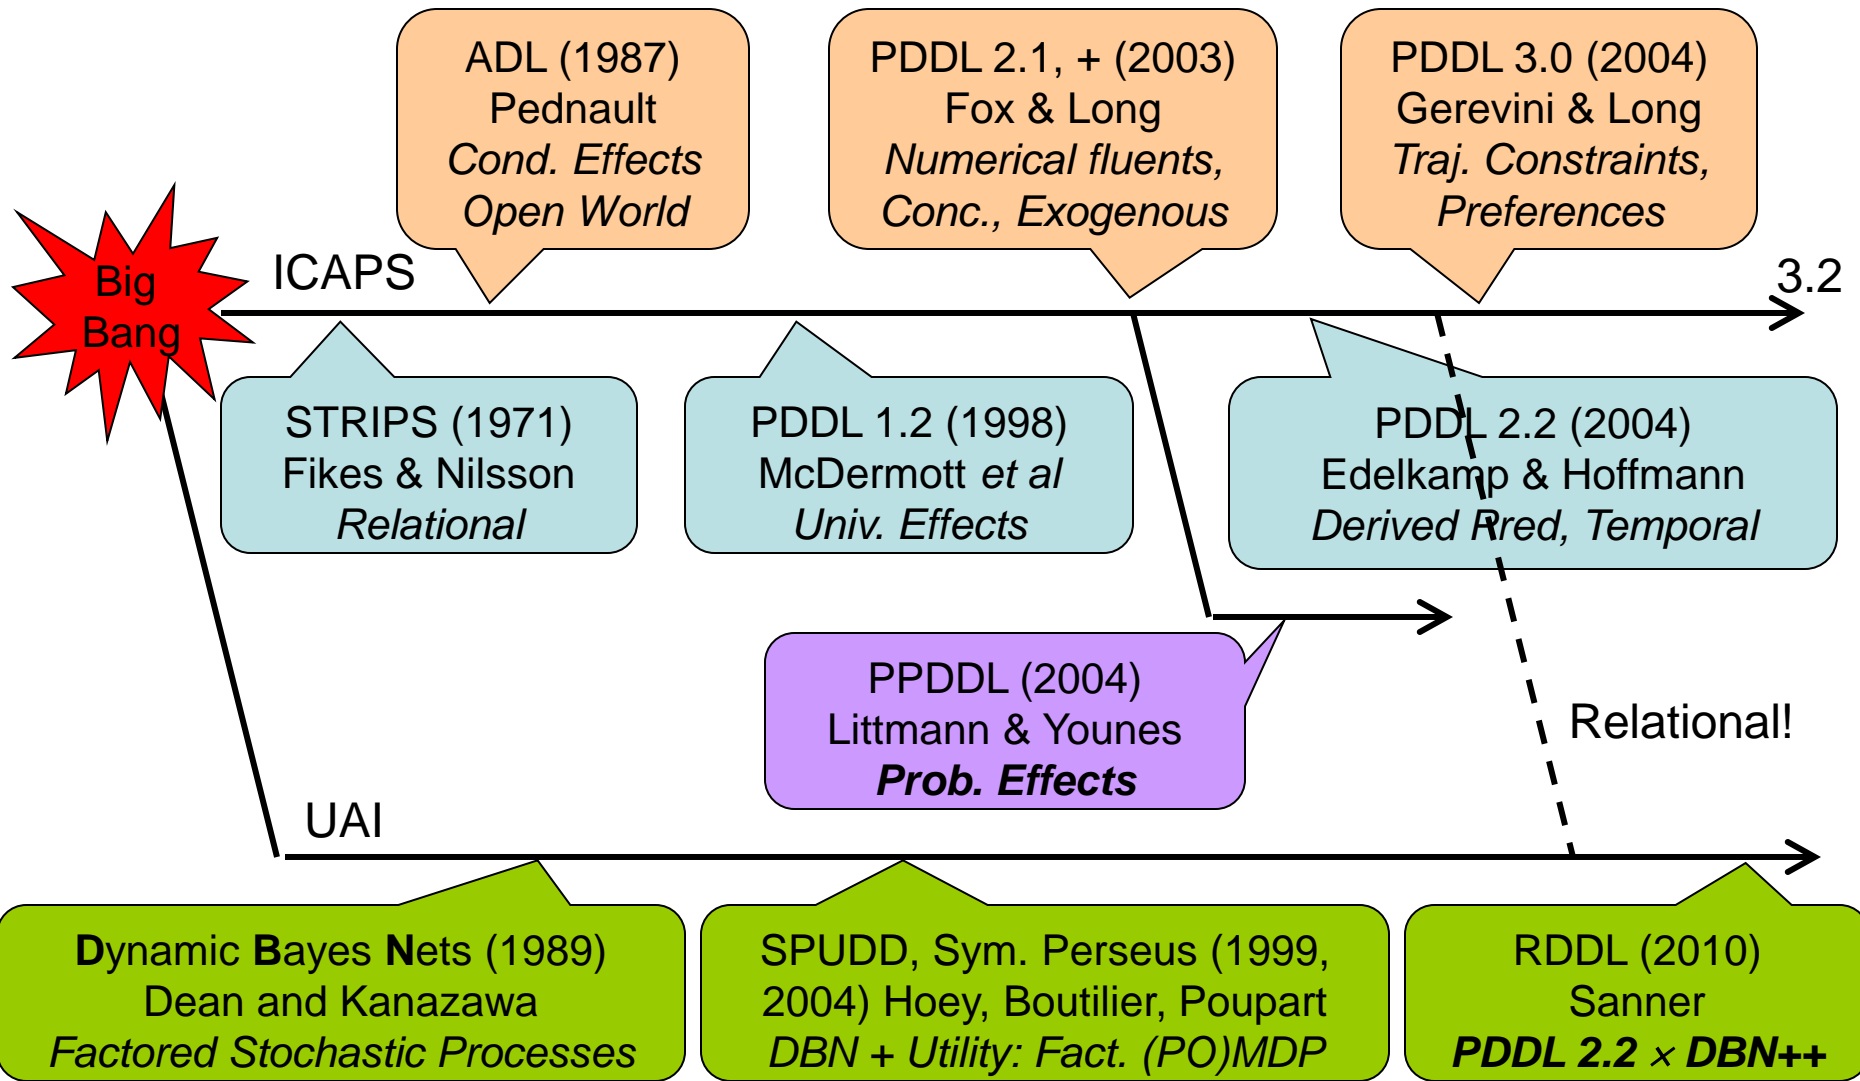 ADL (1987)
Pednault
Cond. Effects
Open World
PDDL 2.1, + (2003)
Fox & Long
Numerical fluents,
Conc., Exogenous
PDDL 3.0 (2004)
Gerevini & Long
Traj. Constraints,
Preferences
Big
Bang
ICAPS
3.2
STRIPS (1971)
Fikes & Nilsson
Relational
PDDL 1.2 (1998)
McDermott et al
Univ. Effects
PDDL 2.2 (2004)
Edelkamp & Hoffmann
Derived Pred, Temporal
PPDDL (2004)
Littmann & Younes
Prob. Effects
Relational!
UAI
Dynamic Bayes Nets (1989)
Dean and Kanazawa
Factored Stochastic Processes
SPUDD, Sym. Perseus (1999,
2004) Hoey, Boutilier, Poupart
DBN + Utility: Fact. (PO)MDP
RDDL (2010)
Sanner
PDDL 2.2 × DBN++